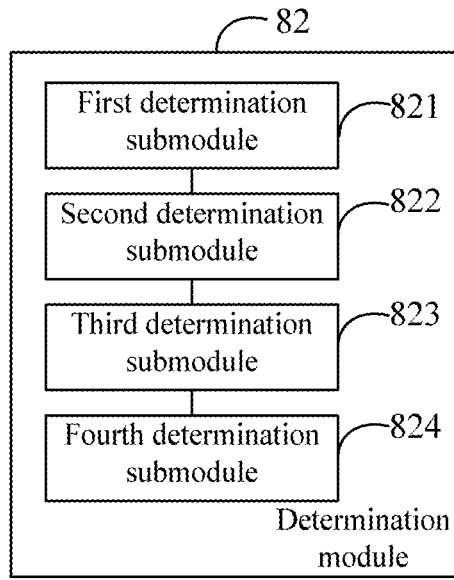 82
First determination
submodule
821
Second determination
submodule
822
Third determination
submodule
823
Fourth determination
submodule
824
Determination
module